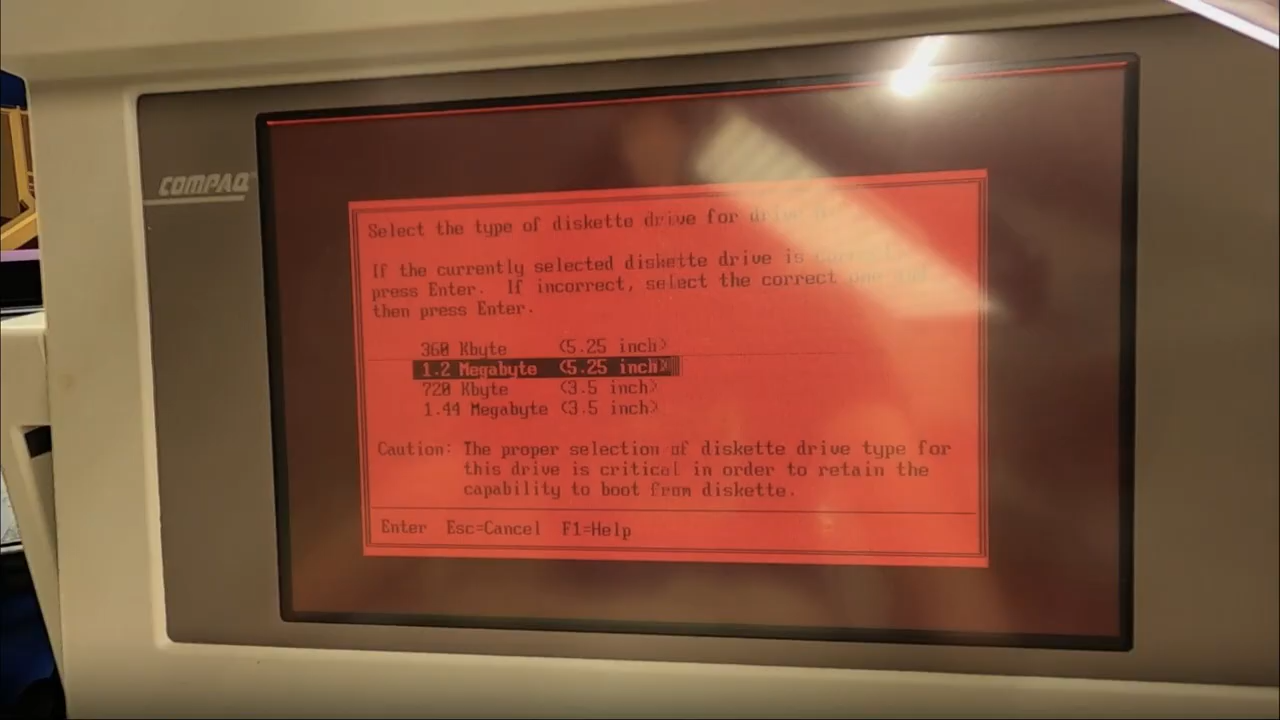 COMPAQ
Select the type of diskette drive for drive
If the currently selected diskette drive is
press Enter. If incorrect, select the correct one
then press Enter.
360 Kbyte (5.25 inch)
1.2 Megabyte (5.25 inch)
720 Kbyte (3.5 inch)
1.44 Megabyte (3.5 inch)
Caution: The proper selection of diskette drive type for
this drive is critical in order to retain the
capability to boot from diskette.
Enter Esc=Cancel F1=Help